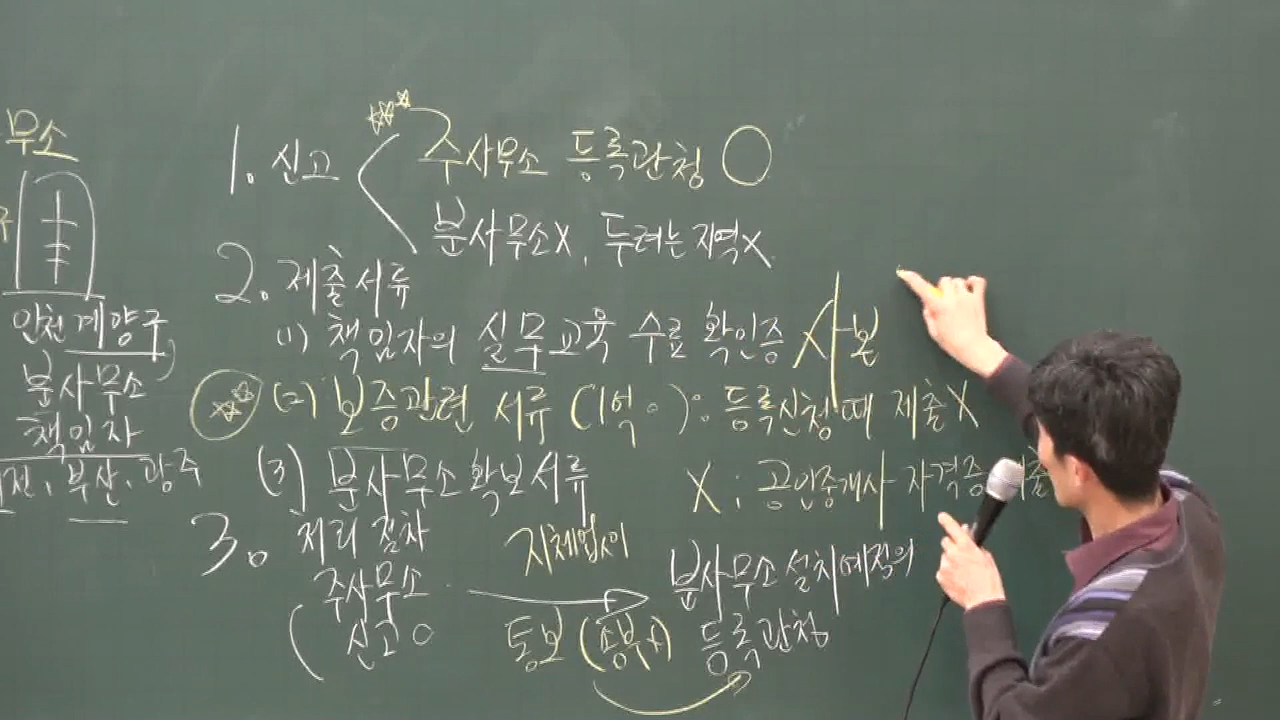 무소
인천 계양구
분사무소
책임자
전, 부산, 광주
1. 신고
주사무소 등록관청 ○
분사무소X, 두려는 지역X
2. 제출서류
(1) 책임자의 실무교육 수료 확인증 사본
(2) 보증관련 서류 (1억 ) : 등록신청때 제출X
(3) 분사무소 확보서류 X ; 공인중개사 자격증
3. 처리 절차
주사무소
신고 ○
지체없이
통보 (송부X)
분사무소 설치예정의
등록관청